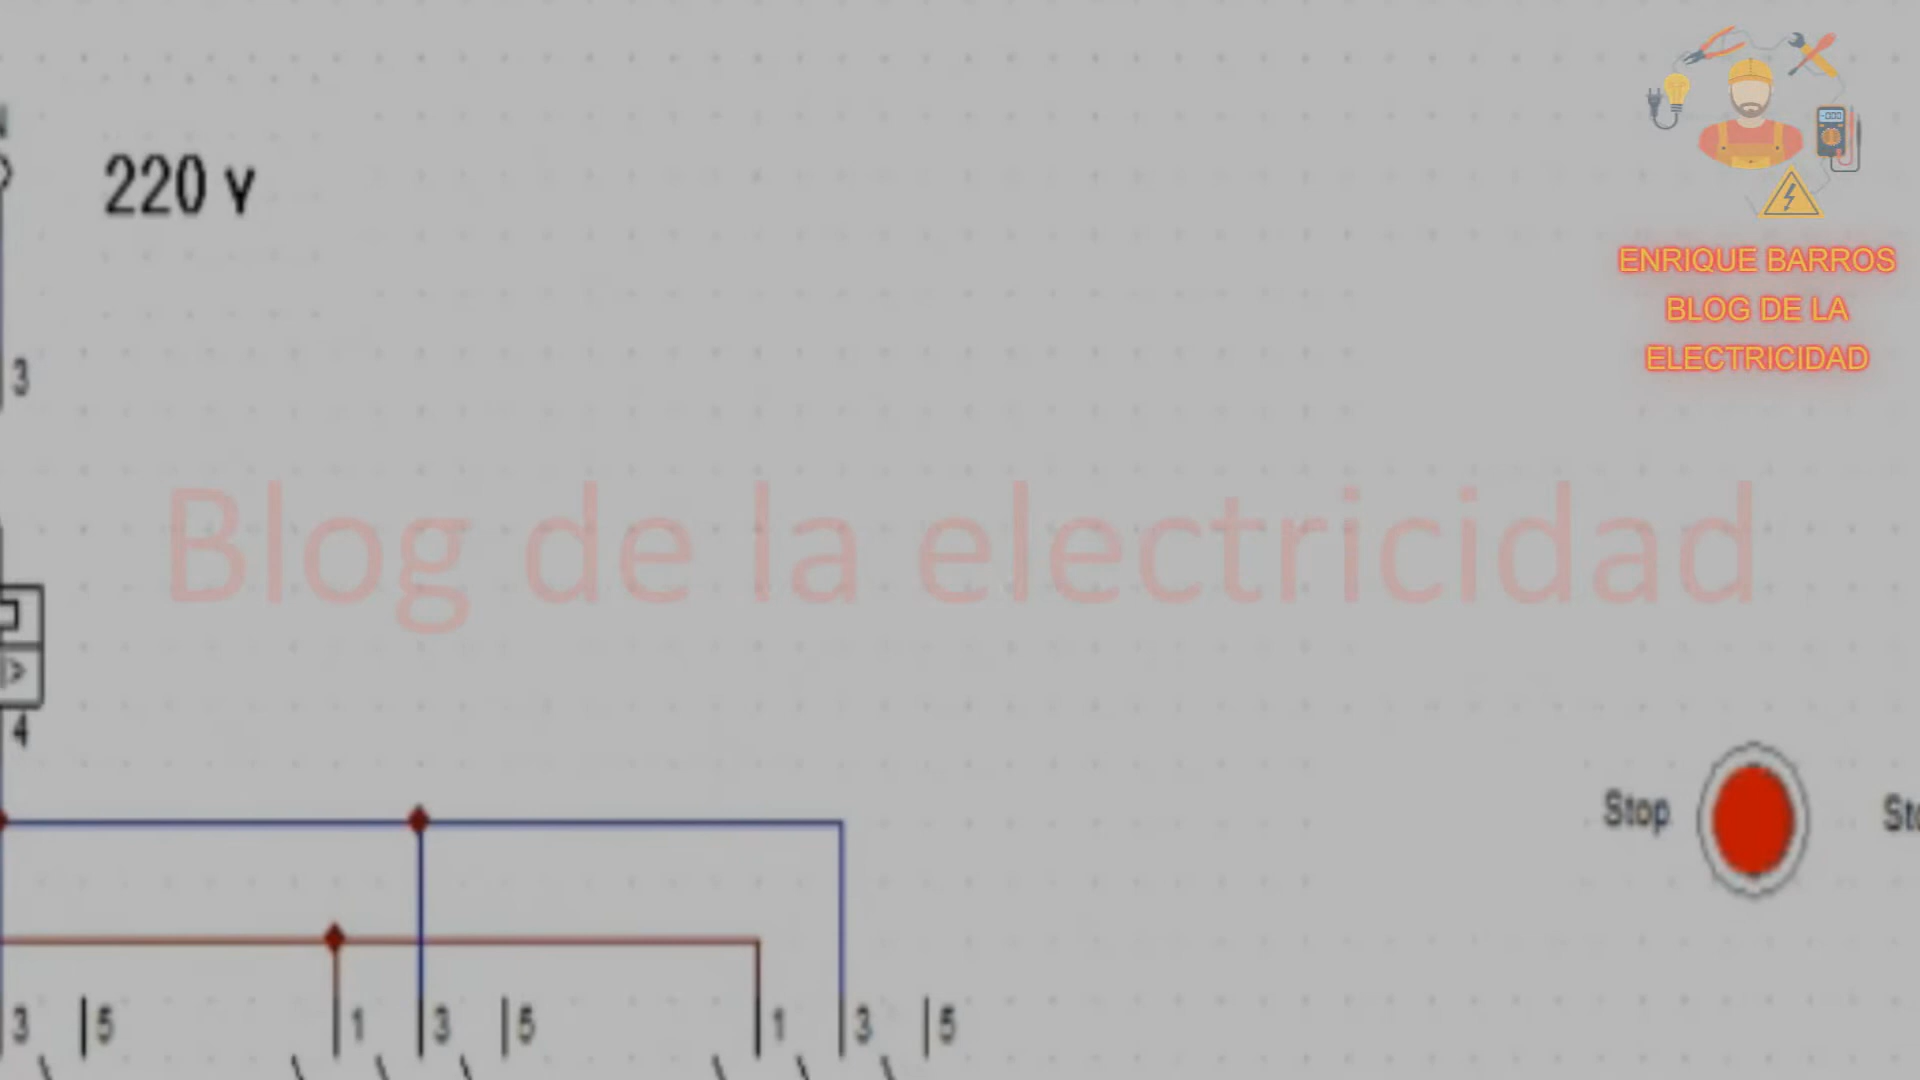 220 v
ENRIQUE BARROS
BLOG DE LA
ELECTRICIDAD
3
Blog de la electricidad
4
Stop
3 5 1 3 5 1 3 5